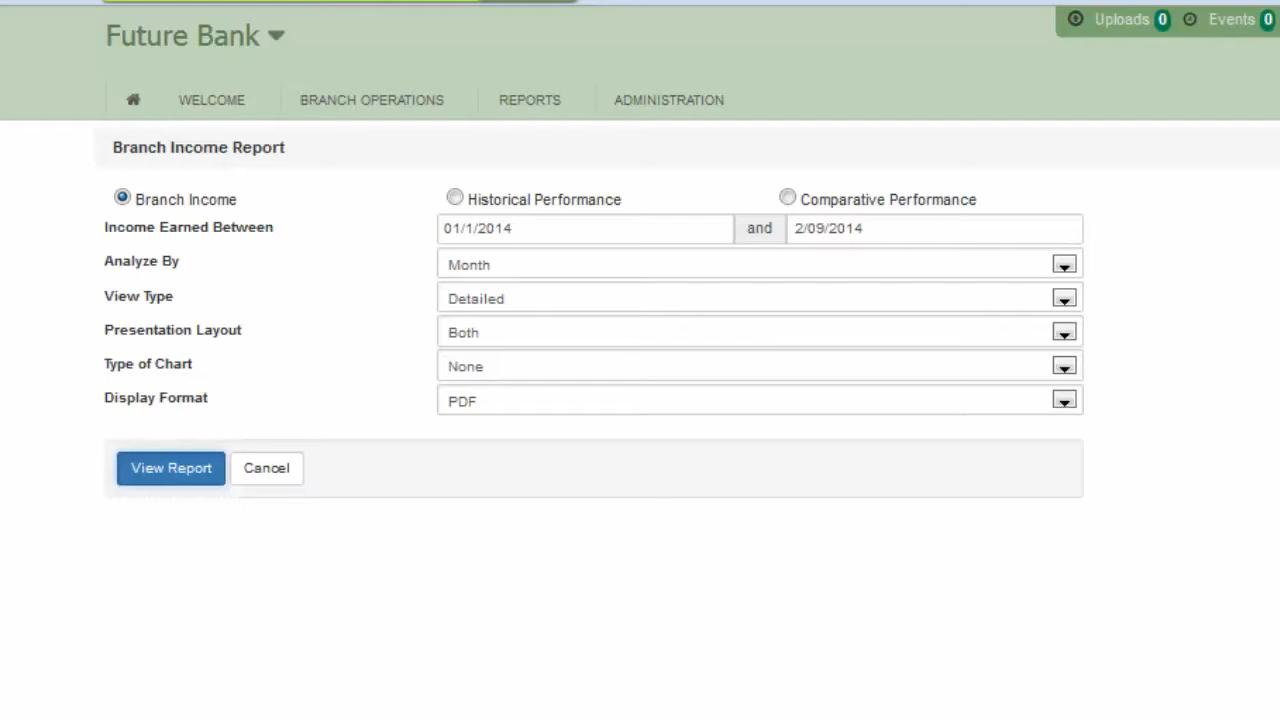 Future Bank
Uploads 0 Events 0
WELCOME BRANCH OPERATIONS REPORTS ADMINISTRATION
Branch Income Report
Branch Income Historical Performance Comparative Performance
Income Earned Between 01/1/2014 and 2/09/2014
Analyze By Month
View Type Detailed
Presentation Layout Both
Type of Chart None
Display Format PDF
View Report Cancel